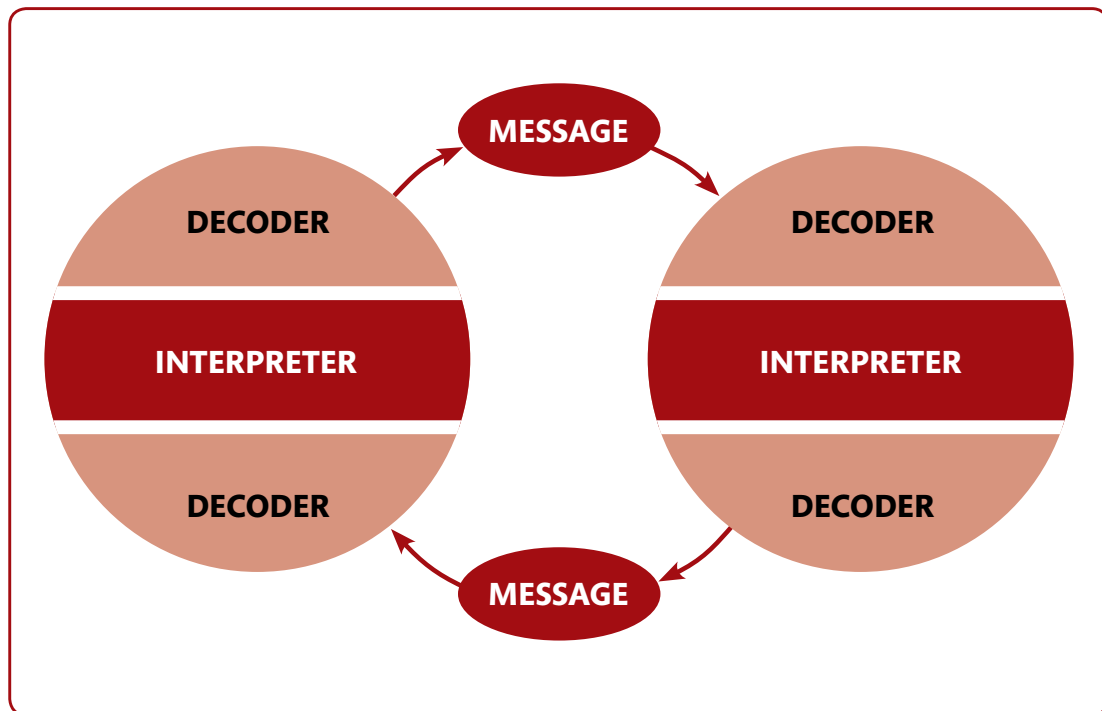 MESSAGE
DECODER
DECODER
INTERPRETER
INTERPRETER
DECODER
DECODER
MESSAGE